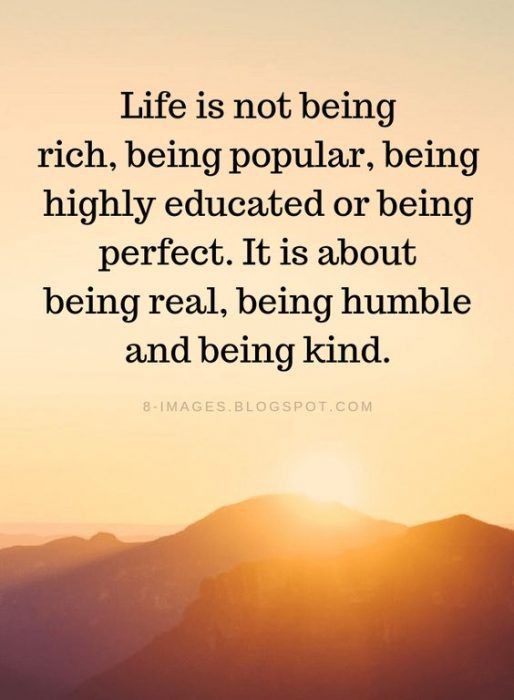 Life is not being
rich, being popular, being
highly educated or being
perfect. It is about
being real, being humble
and being kind.
8-IMAGES.BLOGSPOT.COM